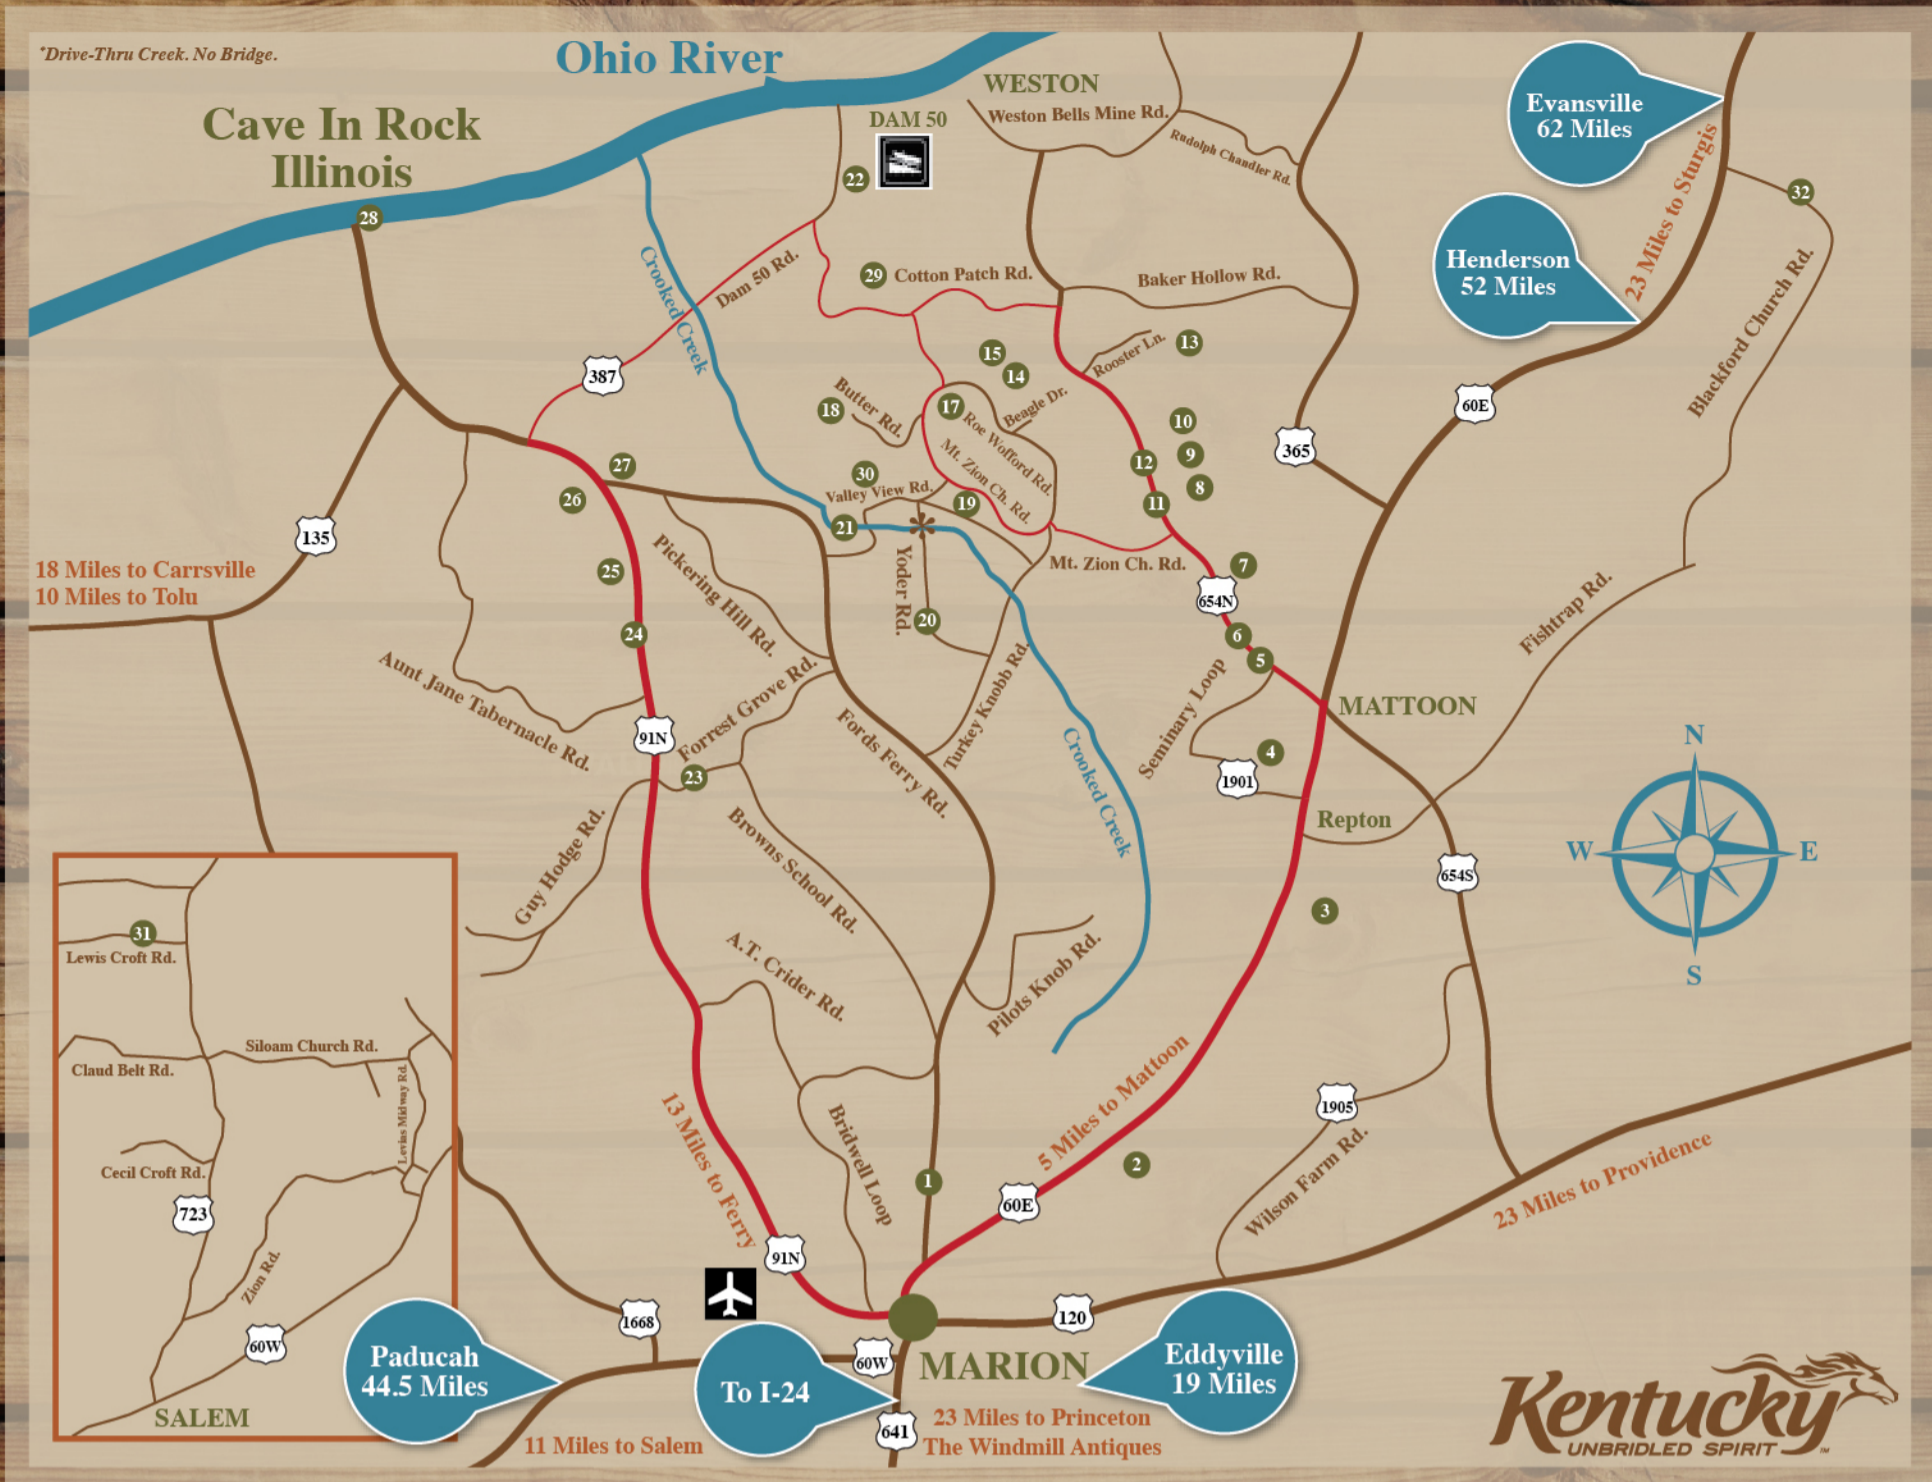 *Drive-Thru Creek. No Bridge.
Ohio River
Cave In Rock
Illinois
WESTON
Weston Bells Mine Rd.
DAM 50
Rudolph Chandler Rd.
Evansville
62 Miles
23 Miles to Sturgis
Henderson
52 Miles
22
28
32
Crooked Creek
Dam 50 Rd.
29
Cotton Patch Rd.
Baker Hollow Rd.
Blackford Church Rd.
387
15
14
13
Rooster Ln.
Beagle Dr.
18
Butter Rd.
17
Roe Wofford Rd.
Mt. Zion Ch. Rd.
10
9
8
12
11
365
60E
27
26
30
Valley View Rd.
19
21
*
135
18 Miles to Carrsville
10 Miles to Tolu
25
24
Pickering Hill Rd.
Yoder Rd.
20
Mt. Zion Ch. Rd.
7
654N
6
5
Fishtrap Rd.
Aunt Jane Tabernacle Rd.
91N
Forrest Grove Rd.
23
Fords Ferry Rd.
Turkey Knobb Rd.
Crooked Creek
Seminary Loop
MATTOON
4
1901
Repton
654S
3
N
W
E
S
Guy Hodge Rd.
Browns School Rd.
A.T. Crider Rd.
Pilots Knob Rd.
31
Lewis Croft Rd.
Siloam Church Rd.
Claud Belt Rd.
Levias Midway Rd.
Cecil Croft Rd.
723
Zion Rd.
60W
SALEM
13 Miles to Ferry
Bridwell Loop
5 Miles to Mattoon
1
2
60E
91N
1905
Wilson Farm Rd.
23 Miles to Providence
1668
120
60W
MARION
Paducah
44.5 Miles
To I-24
Eddyville
19 Miles
641
23 Miles to Princeton
The Windmill Antiques
11 Miles to Salem
Kentucky
UNBRIDLED SPIRIT™